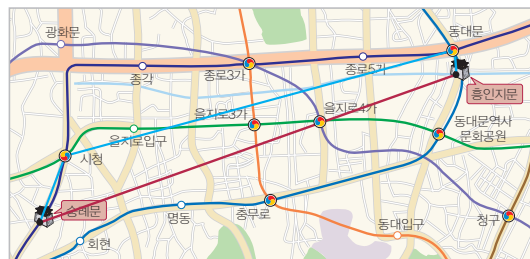 광화문
동대문
종각
종로3가
종로5가
흥인지문
을지로3가
을지로4가
을지로입구
동대문역사
문화공원
시청
숭례문
명동
충무로
동대입구
청구
회현